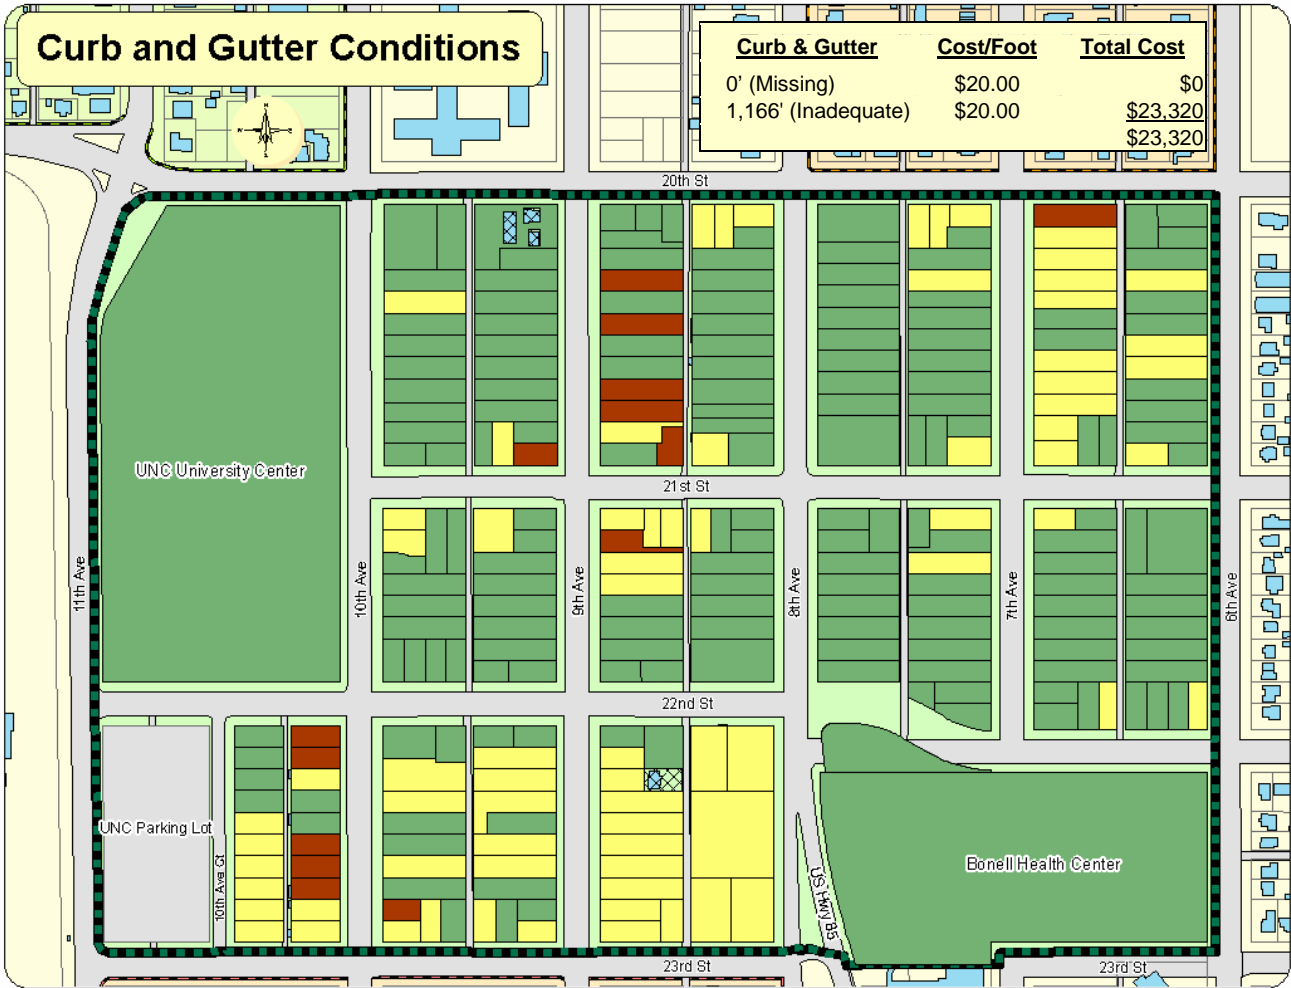 Curb and Gutter Conditions
Curb & Gutter Cost/Foot Total Cost
0' (Missing) $20.00 $0
1,166' (Inadequate) $20.00 $23,320
$23,320
N
20th St
UNC University Center
21st St
11th Ave
10th Ave
9th Ave
8th Ave
7th Ave
6th Ave
22nd St
UNC Parking Lot
10th Ave Ct
US Hwy 85
Bonell Health Center
23rd St
23rd St